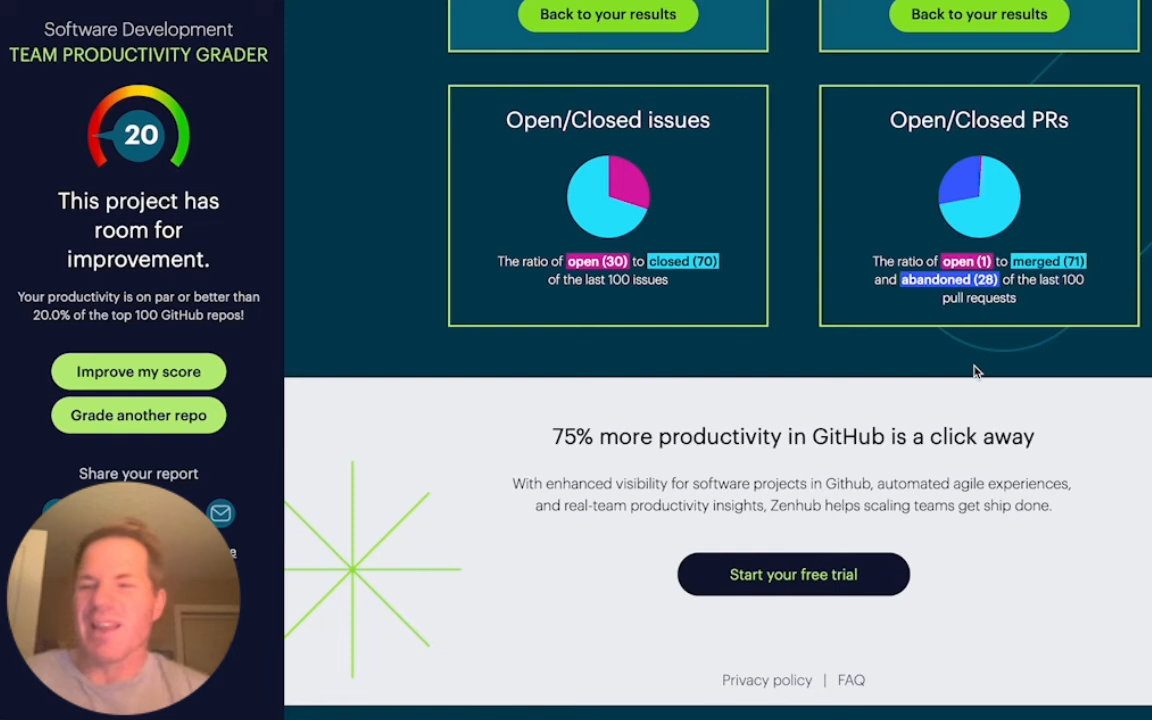 Software Development
TEAM PRODUCTIVITY GRADER
20
This project has
room for
improvement.
Your productivity is on par or better than
20.0% of the top 100 GitHub repos!
Improve my score
Grade another repo
Share your report
Back to your results
Back to your results
Open/Closed issues
The ratio of open (30) to closed (70)
of the last 100 issues
Open/Closed PRs
The ratio of open (1) to merged (71)
and abandoned (28) of the last 100
pull requests
75% more productivity in GitHub is a click away
With enhanced visibility for software projects in Github, automated agile experiences,
and real-team productivity insights, Zenhub helps scaling teams get ship done.
Start your free trial
Privacy policy | FAQ